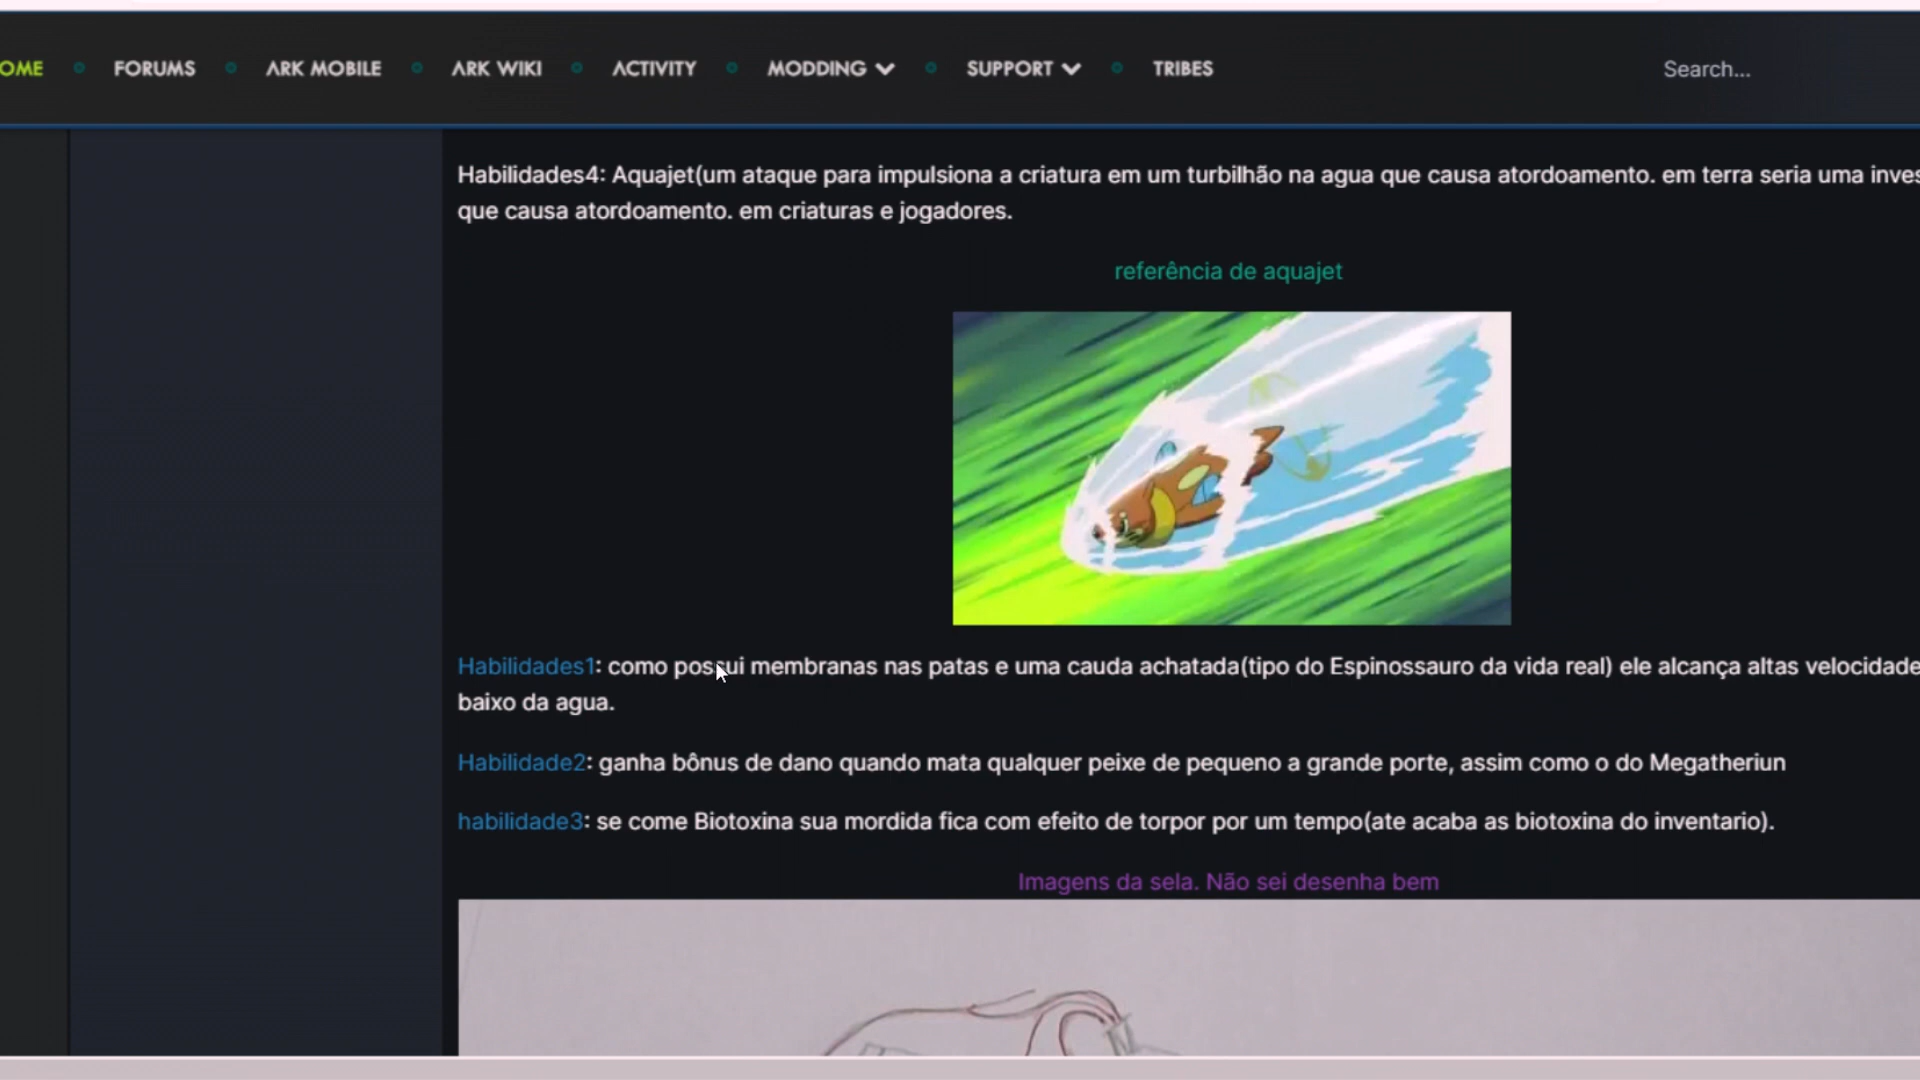 OME FORUMS ARK MOBILE ARK WIKI ACTIVITY MODDING SUPPORT TRIBES Search...
Habilidades4: Aquajet(um ataque para impulsiona a criatura em um turbilhão na agua que causa atordoamento. em terra seria uma inves
que causa atordoamento. em criaturas e jogadores.
referência de aquajet
Habilidades1: como possui membranas nas patas e uma cauda achatada(tipo do Espinossauro da vida real) ele alcança altas velocidade
baixo da agua.
Habilidade2: ganha bônus de dano quando mata qualquer peixe de pequeno a grande porte, assim como o do Megatheriun
habilidade3: se come Biotoxina sua mordida fica com efeito de torpor por um tempo(ate acaba as biotoxina do inventario).
Imagens da sela. Não sei desenha bem